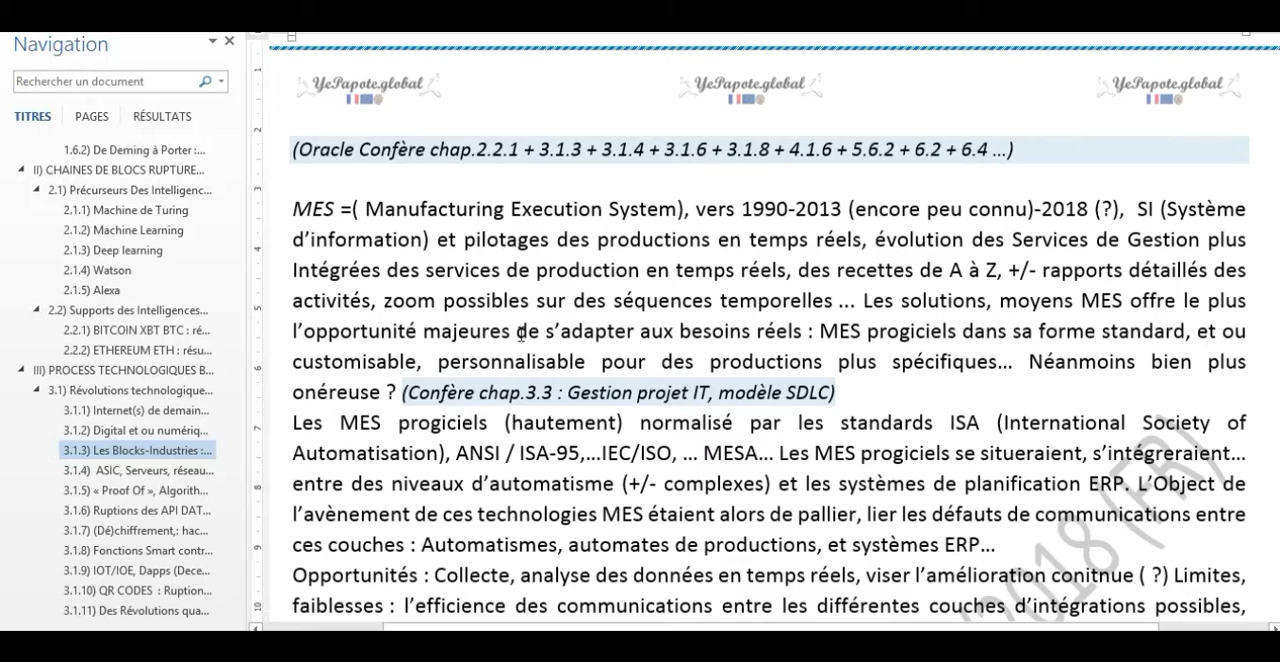 Navigation
Rechercher un document
TITRES PAGES RÉSULTATS
1.6.2) De Deming à Porter :...
II) CHAINES DE BLOCS RUPTURE...
2.1) Précurseurs Des Intelligenc...
2.1.1) Machine de Turing
2.1.2) Machine Learning
2.1.3) Deep learning
2.1.4) Watson
2.1.5) Alexa
2.2) Supports des Intelligences...
2.2.1) BITCOIN XBT BTC : ré...
2.2.2) ETHEREUM ETH : résu...
III) PROCESS TECHNOLOGIQUES B...
3.1) Révolutions technologique...
3.1.1) Internet(s) de demain...
3.1.2) Digital et ou numériq...
3.1.3) Les Blocks-Industries :...
3.1.4) ASIC, Serveurs, réseau...
3.1.5) « Proof Of », Algorith...
3.1.6) Ruptions des API DAT...
3.1.7) (Dé)chiffrement,: hac...
3.1.8) Fonctions Smart contr...
3.1.9) IOT/IOE, Dapps (Dece...
3.1.10) QR CODES : Ruption...
3.1.11) Des Révolutions qua...
YePapote.global YePapote.global YePapote.global
(Oracle Confère chap.2.2.1 + 3.1.3 + 3.1.4 + 3.1.6 + 3.1.8 + 4.1.6 + 5.6.2 + 6.2 + 6.4 ...)
MES =( Manufacturing Execution System), vers 1990-2013 (encore peu connu)-2018 (?), SI (Système
d’information) et pilotages des productions en temps réels, évolution des Services de Gestion plus
Intégrées des services de production en temps réels, des recettes de A à Z, +/- rapports détaillés des
activités, zoom possibles sur des séquences temporelles ... Les solutions, moyens MES offre le plus
l’opportunité majeures de s’adapter aux besoins réels : MES progiciels dans sa forme standard, et ou
customisable, personnalisable pour des productions plus spécifiques... Néanmoins bien plus
onéreuse ? (Confère chap.3.3 : Gestion projet IT, modèle SDLC)
Les MES progiciels (hautement) normalisé par les standards ISA (International Society of
Automatisation), ANSI / ISA-95,...IEC/ISO, ... MESA... Les MES progiciels se situeraient, s’intégreraient...
entre des niveaux d’automatisme (+/- complexes) et les systèmes de planification ERP. L’Object de
l’avènement de ces technologies MES étaient alors de pallier, lier les défauts de communications entre
ces couches : Automatismes, automates de productions, et systèmes ERP...
Opportunités : Collecte, analyse des données en temps réels, viser l’amélioration conitnue ( ?) Limites,
faiblesses : l’efficience des communications entre les différentes couches d’intégrations possibles,
2018 (FR)
1
2
3
4
5
6
7
8
9
10